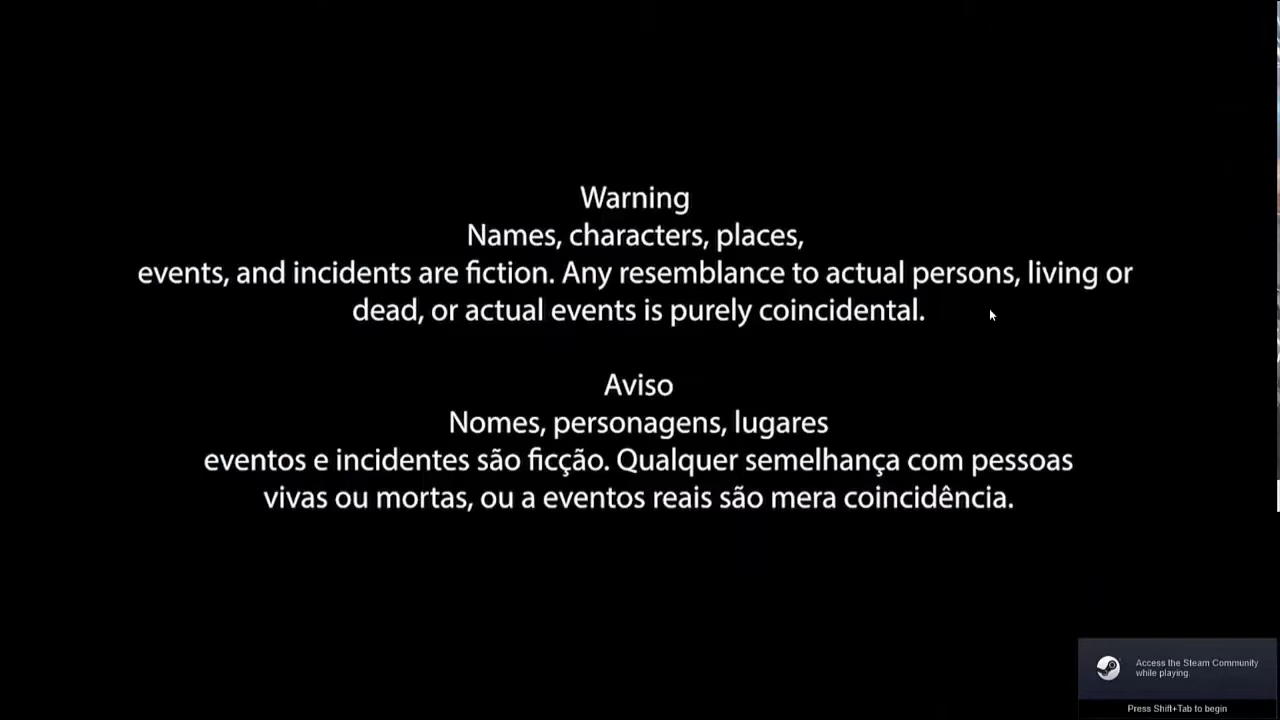 Warning
Names, characters, places,
events, and incidents are fiction. Any resemblance to actual persons, living or
dead, or actual events is purely coincidental.
Aviso
Nomes, personagens, lugares
eventos e incidentes são ficção. Qualquer semelhança com pessoas
vivas ou mortas, ou a eventos reais são mera coincidência.
Access the Steam Community
while playing.
Press Shift+Tab to begin